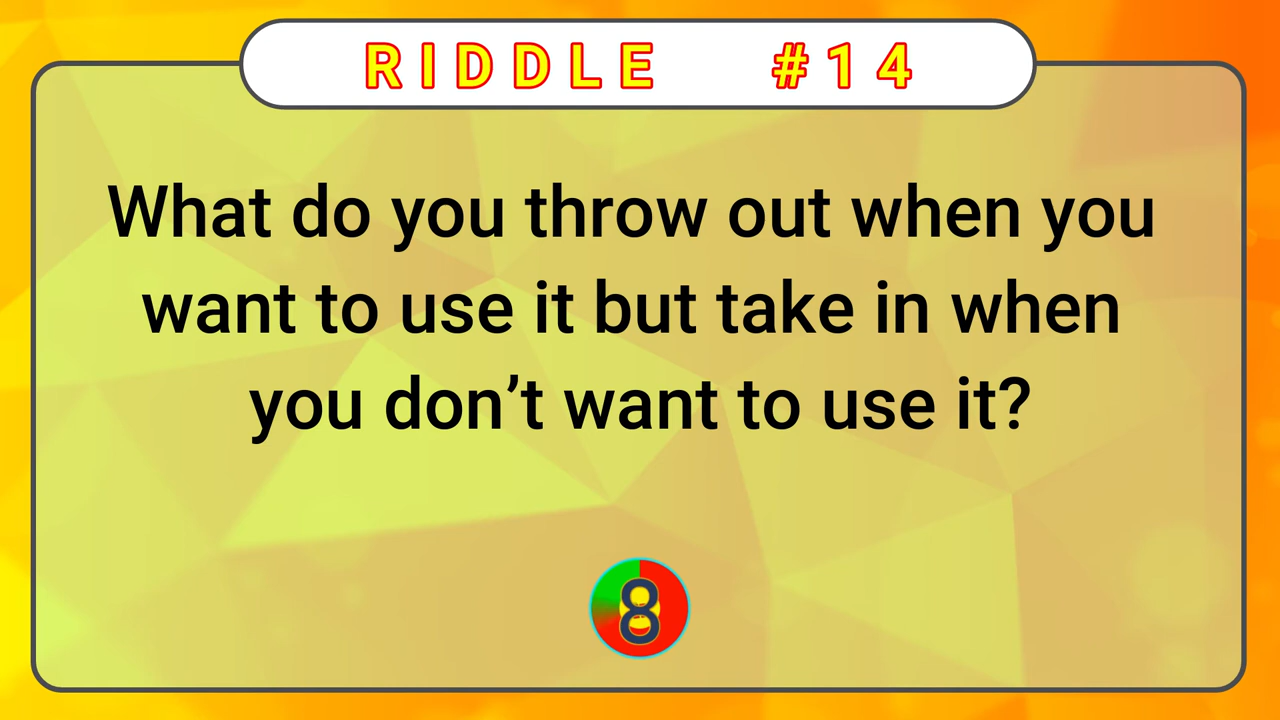 RIDDLE #14
What do you throw out when you
want to use it but take in when
you don’t want to use it?
8